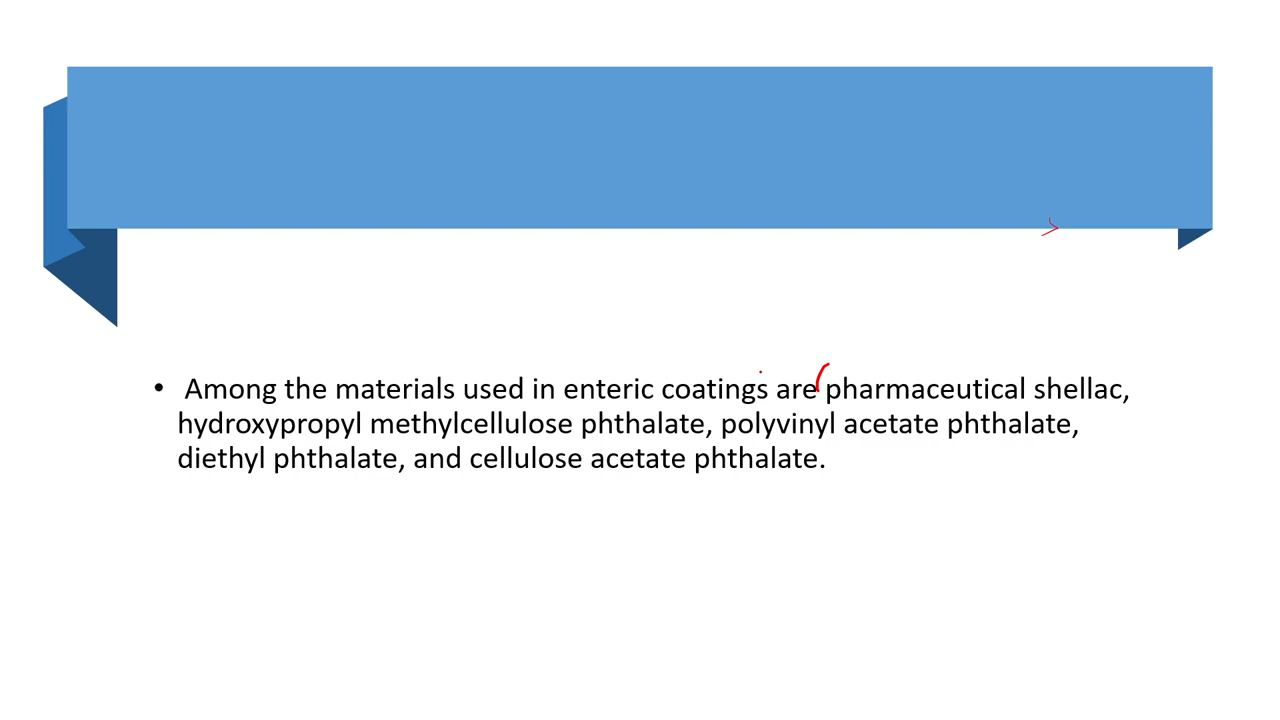 • Among the materials used in enteric coatings are pharmaceutical shellac,
hydroxypropyl methylcellulose phthalate, polyvinyl acetate phthalate,
diethyl phthalate, and cellulose acetate phthalate.